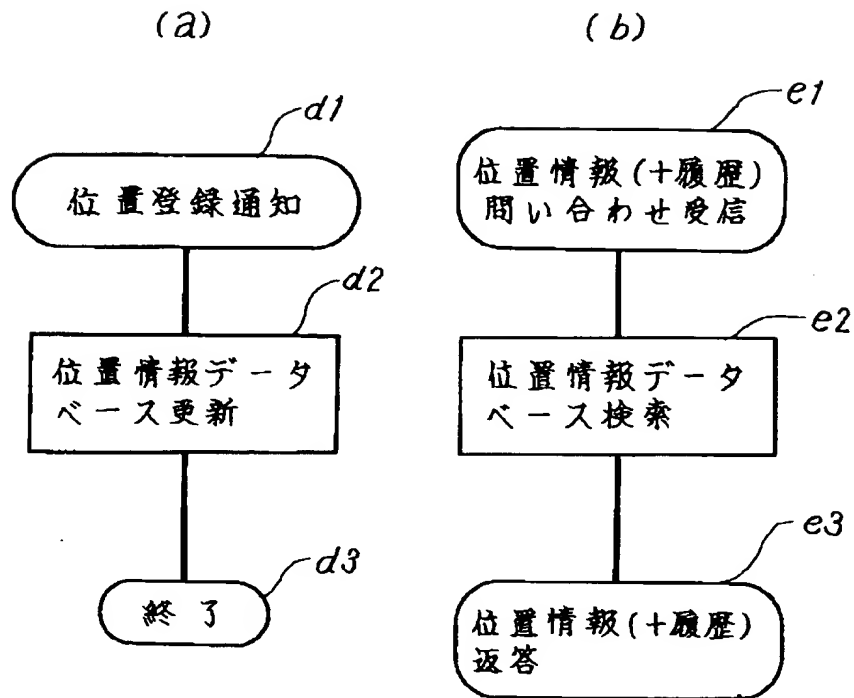 (a)
d1
位置登録通知
d2
位置情報データ
ベース更新
d3
終了
(b)
e1
位置情報(+履歴)
問い合わせ受信
e2
位置情報データ
ベース検索
e3
位置情報(+履歴)
返答